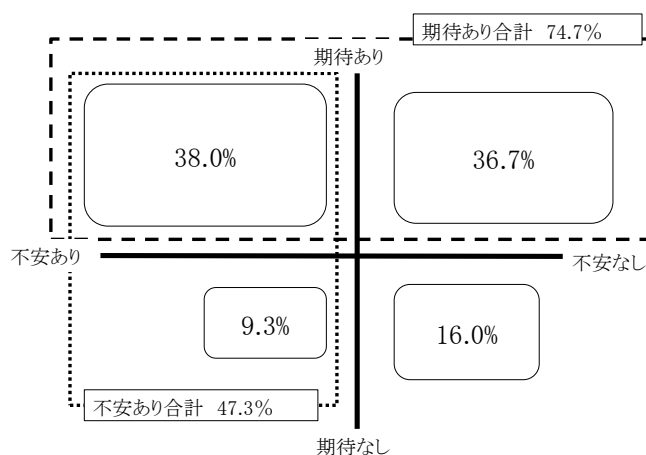 期待あり合計 74.7%
期待あり
38.0%
36.7%
不安あり
不安なし
9.3%
16.0%
不安あり合計 47.3%
期待なし